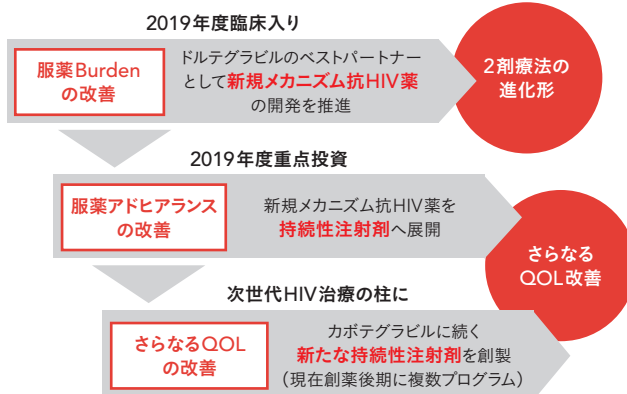 2019年度臨床入り
服薬Burden
の改善
ドルテグラビルのベストパートナー
として新規メカニズム抗HIV薬
の開発を推進
2剤療法の
進化形
2019年度重点投資
服薬アドヒアランス
の改善
新規メカニズム抗HIV薬を
持続性注射剤へ展開
さらなる
QOL改善
次世代HIV治療の柱に
さらなるQOL
の改善
カボテグラビルに続く
新たな持続性注射剤を創製
（現在創薬後期に複数プログラム）